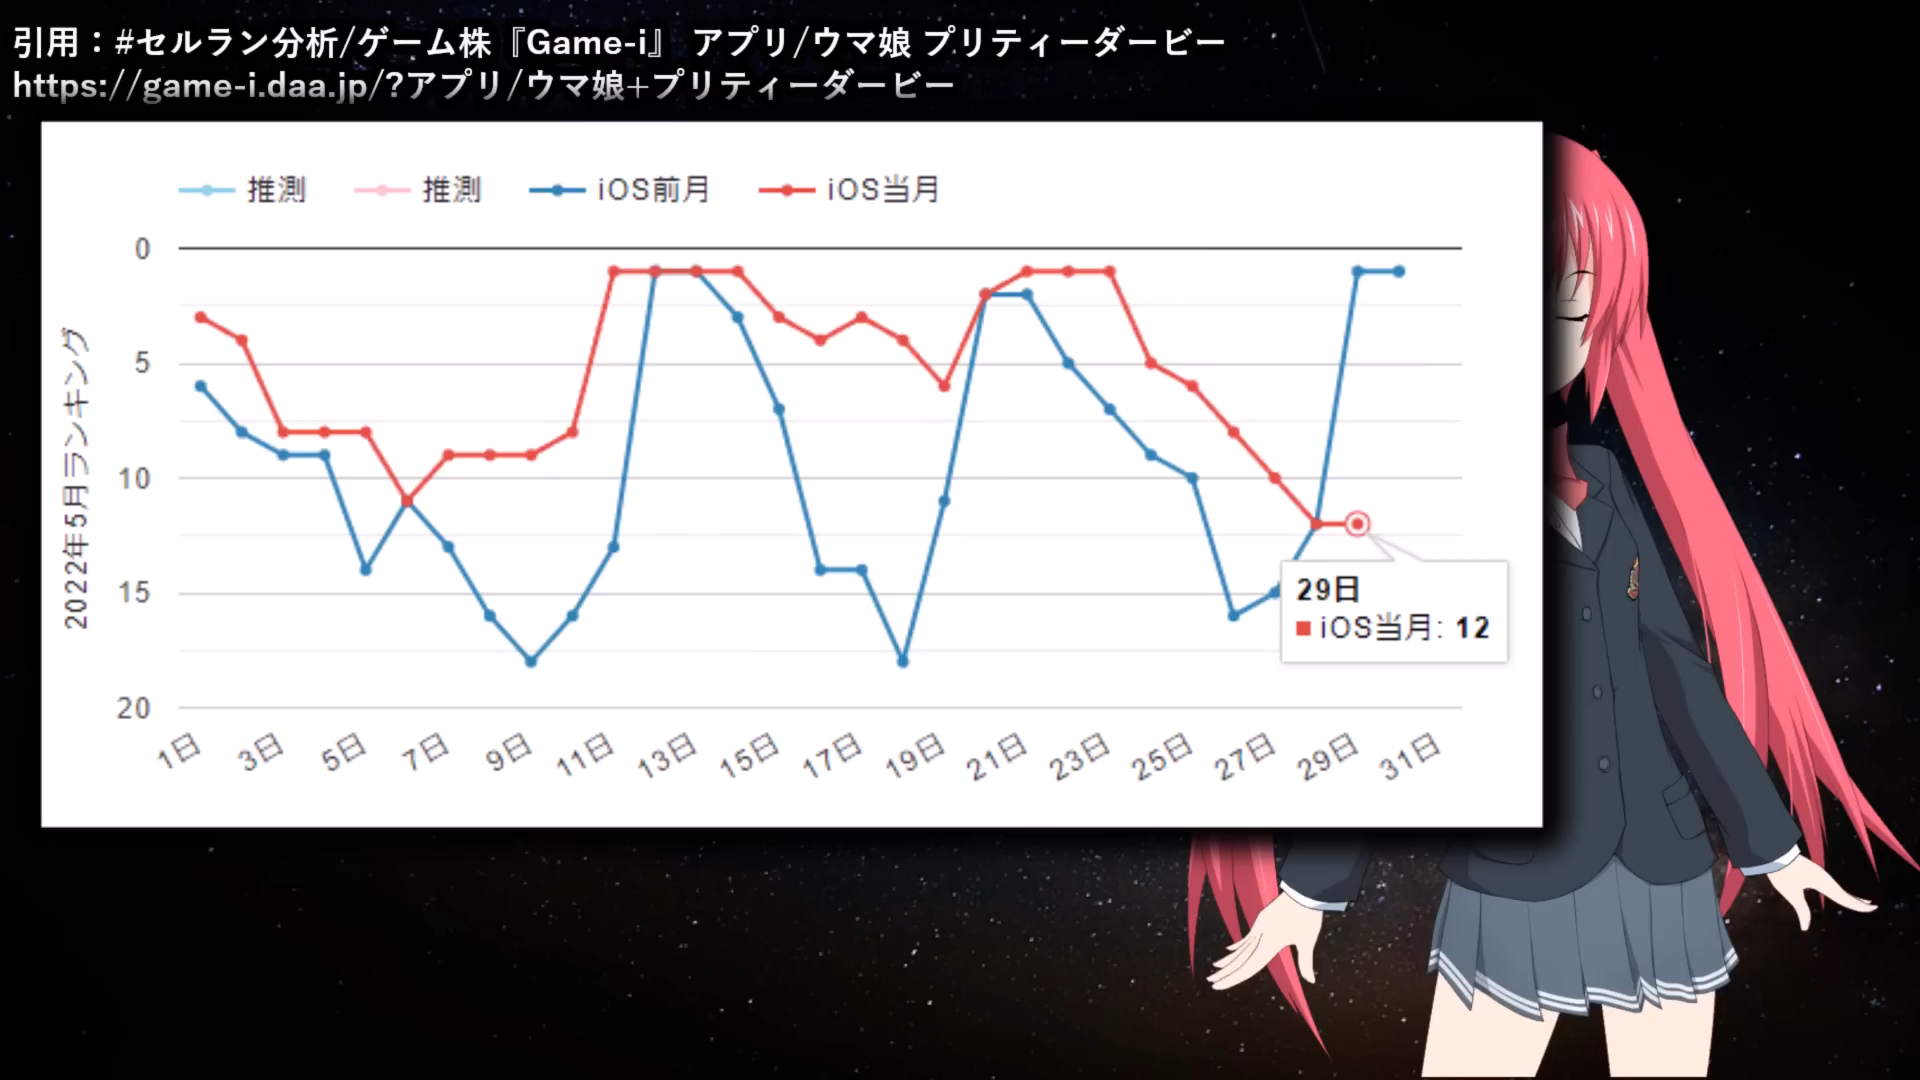 引用：#セルラン分析/ゲーム株『Game-i』 アプリ/ウマ娘 プリティーダービー
https://game-i.daa.jp/?アプリ/ウマ娘+プリティーダービー
推測 推測 iOS前月 iOS当月
2022年5月ランキング
0
5
10
15
20
29日
iOS当月: 12
1日 3日 5日 7日 9日 11日 13日 15日 17日 19日 21日 23日 25日 27日 29日 31日